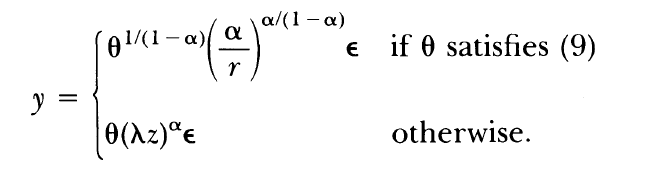 y = { θ^{1/(1 − α)} (α/r)^{α/(1 − α)} ϵ if θ satisfies (9)
θ(λz)^α ϵ otherwise.